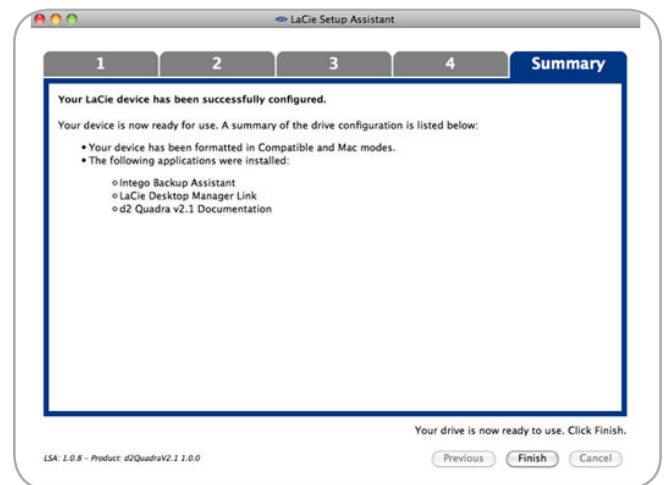 LaCie Setup Assistant
1 2 3 4 Summary
Your LaCie device has been successfully configured.
Your device is now ready for use. A summary of the drive configuration is listed below:
• Your device has been formatted in Compatible and Mac modes.
• The following applications were installed:
Intego Backup Assistant
LaCie Desktop Manager Link
d2 Quadra v2.1 Documentation
Your drive is now ready to use. Click Finish.
LSA: 1.0.8 – Product: d2QuadraV2.1 1.0.0
Previous Finish Cancel